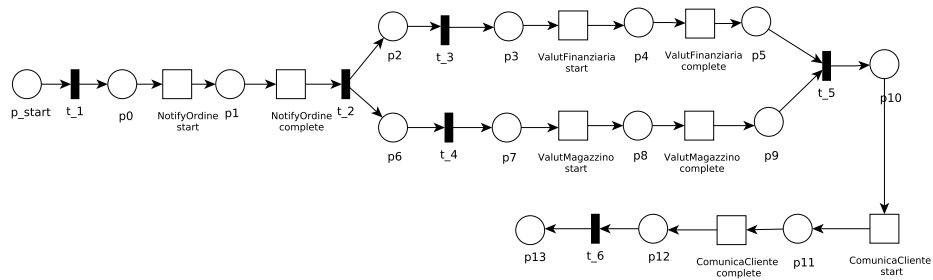 p2
t_3
p3
ValutFinanziaria
start
p4
ValutFinanziaria
complete
p5
p_start
t_1
p0
NotifyOrdine
start
p1
NotifyOrdine
complete
t_2
t_5
p10
p6
t_4
p7
ValutMagazzino
start
p8
ValutMagazzino
complete
p9
p13
t_6
p12
ComunicaCliente
complete
p11
ComunicaCliente
start